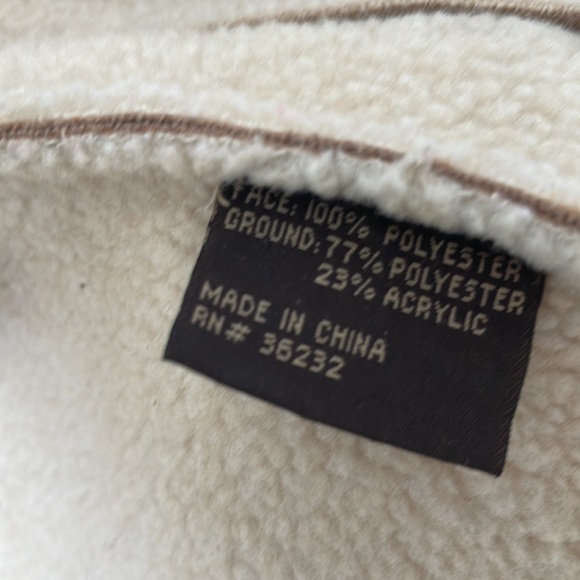 FACE: 100% POLYESTER
GROUND: 77% POLYESTER
23% ACRYLIC
MADE IN CHINA
RN# 36232